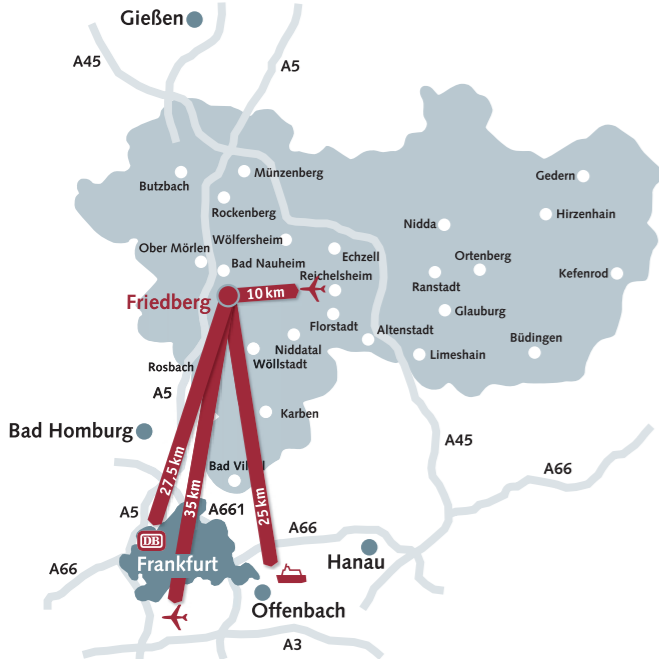 Gießen
A45
A5
Butzbach
Münzenberg
Gedern
Rockenberg
Hirzenhain
Nidda
Wölfersheim
Ober Mörlen
Echzell
Ortenberg
Bad Nauheim
Kefenrod
Reichelsheim
Ranstadt
10 km
Friedberg
Glauburg
Florstadt
Altenstadt
Büdingen
Niddatal
Limeshain
Wöllstadt
Rosbach
A5
Karben
Bad Homburg
A45
27,5 km
Bad Vilbel
A66
35 km
25 km
A5
A661
A66
DB
Hanau
Frankfurt
A66
Offenbach
A3